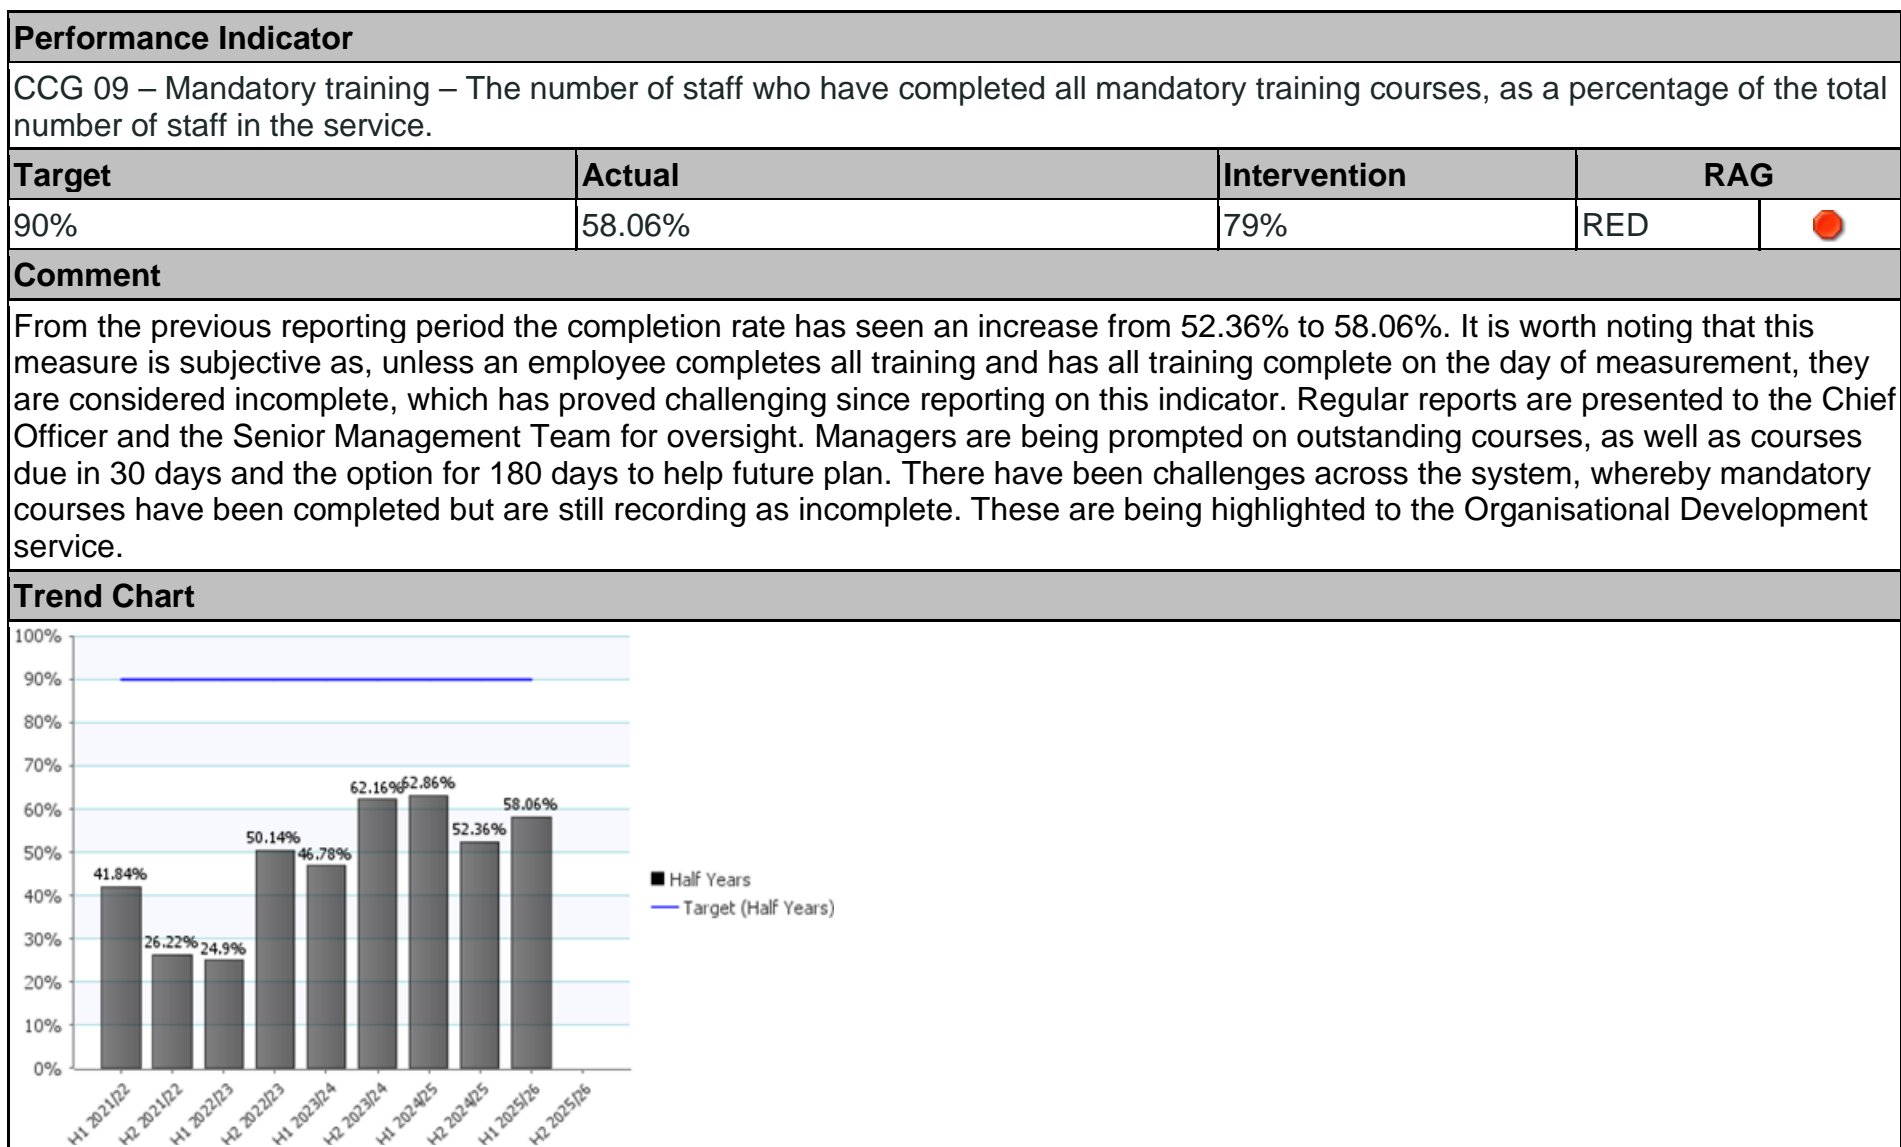 Performance Indicator
CCG 09 – Mandatory training – The number of staff who have completed all mandatory training courses, as a percentage of the total
number of staff in the service.
Target Actual Intervention RAG
90% 58.06% 79% RED
Comment
From the previous reporting period the completion rate has seen an increase from 52.36% to 58.06%. It is worth noting that this
measure is subjective as, unless an employee completes all training and has all training complete on the day of measurement, they
are considered incomplete, which has proved challenging since reporting on this indicator. Regular reports are presented to the Chief
Officer and the Senior Management Team for oversight. Managers are being prompted on outstanding courses, as well as courses
due in 30 days and the option for 180 days to help future plan. There have been challenges across the system, whereby mandatory
courses have been completed but are still recording as incomplete. These are being highlighted to the Organisational Development
service.
Trend Chart
100%
90%
80%
70%
60%
50%
40%
30%
20%
10%
0%
41.84%
26.22%
24.9%
50.14%
46.78%
62.16%
62.86%
52.36%
58.06%
H1 2021/22
H2 2021/22
H1 2022/23
H2 2022/23
H1 2023/24
H2 2023/24
H1 2024/25
H2 2024/25
H1 2025/26
H2 2025/26
Half Years
Target (Half Years)